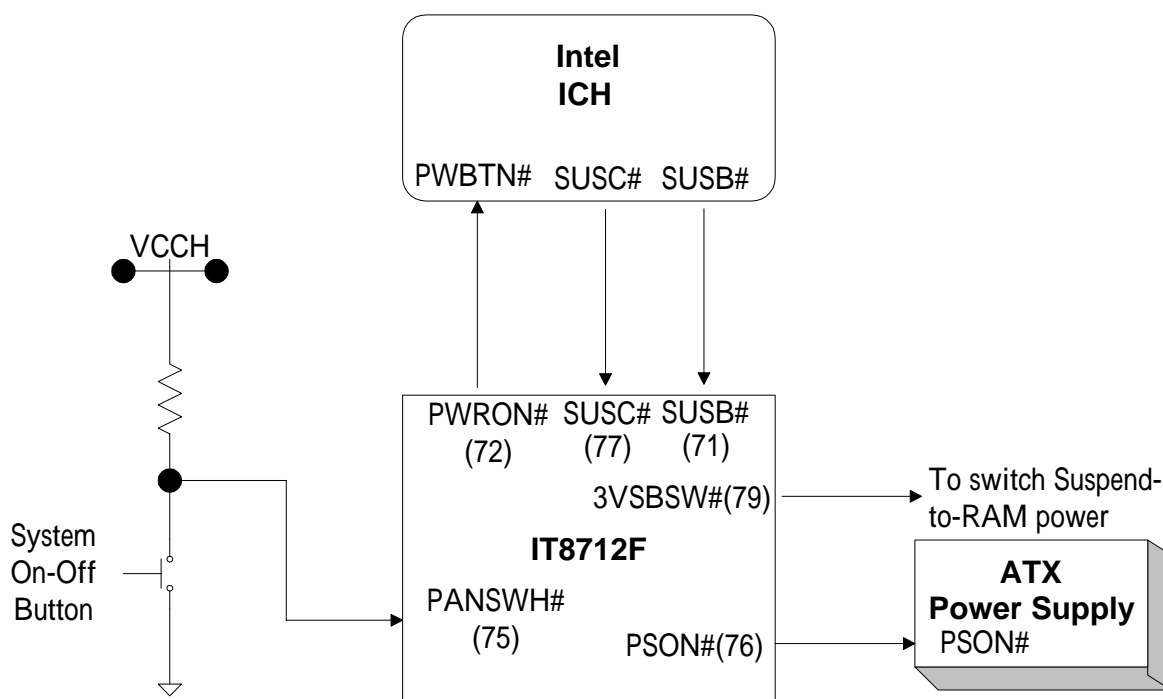 Intel
ICH
PWBTN# SUSC# SUSB#
VCCH
PWRON# SUSC# SUSB#
(72) (77) (71)
3VSBSW#(79)
To switch Suspend-
to-RAM power
IT8712F
System
On-Off
Button
PANSWH#
(75)
PSON#(76)
ATX
Power Supply
PSON#